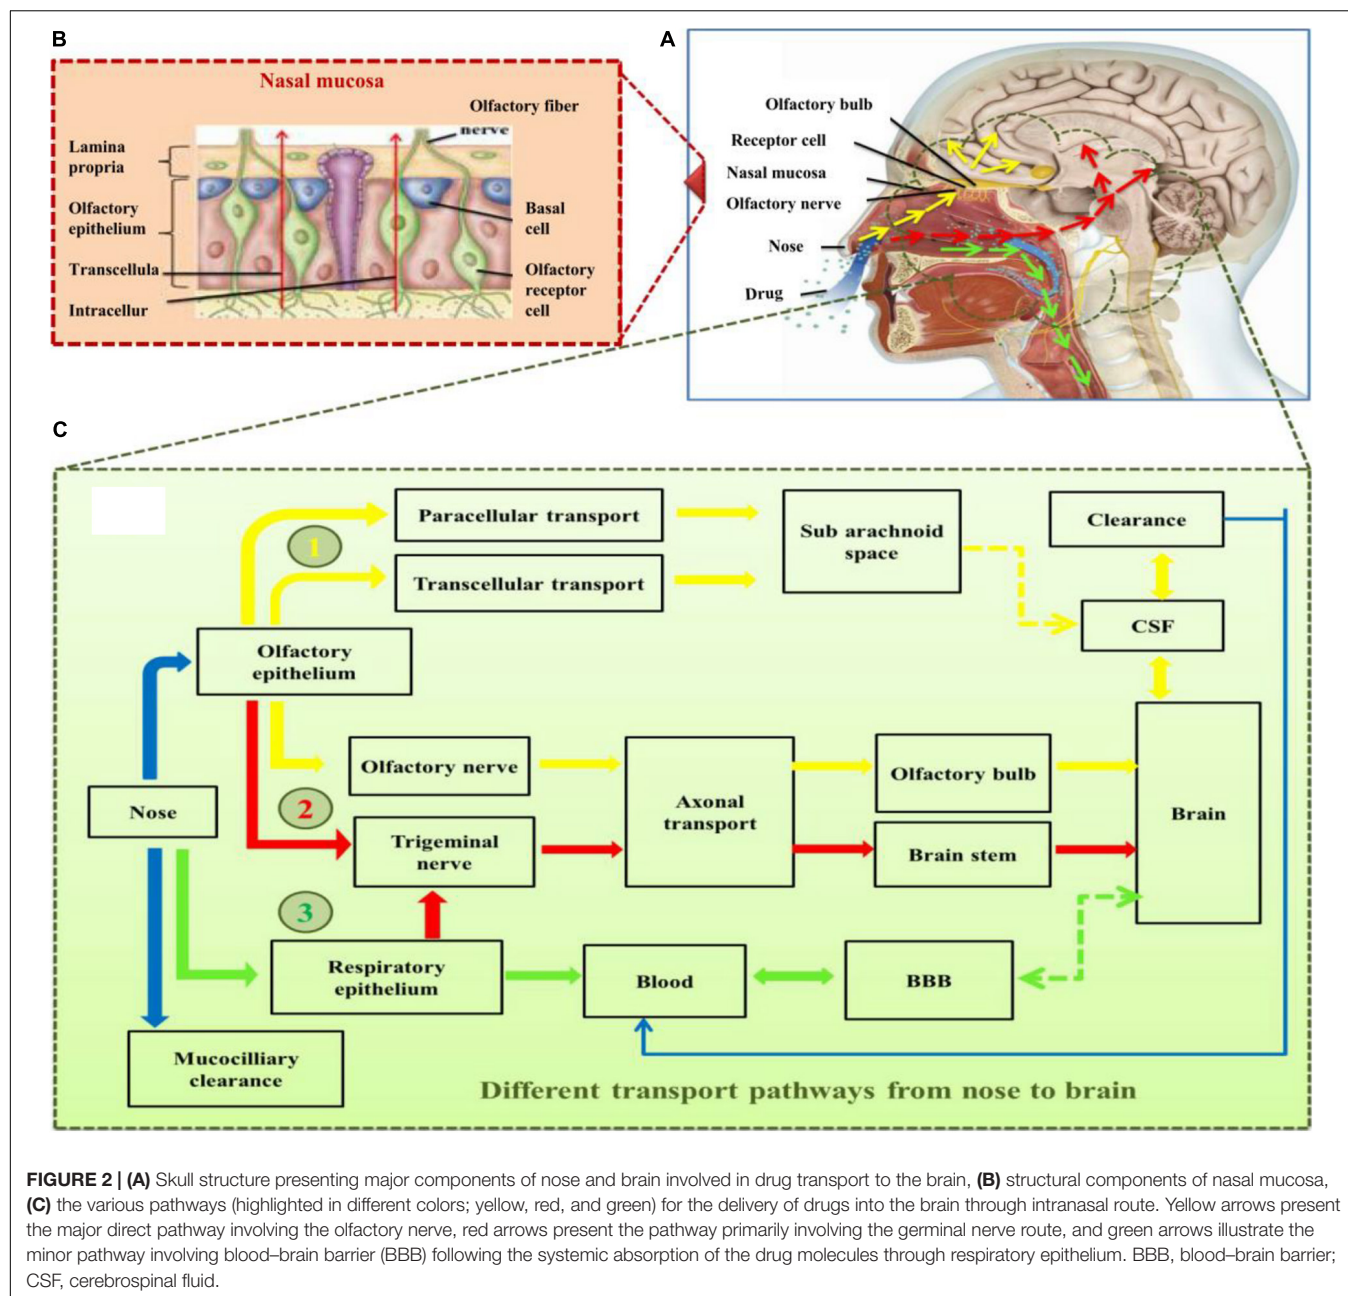 B
Nasal mucosa
Olfactory fiber
nerve
Lamina
propria
Olfactory
epithelium
Transcellula
Intracellur
Basal
cell
Olfactory
receptor
cell
A
Olfactory bulb
Receptor cell
Nasal mucosa
Olfactory nerve
Nose
Drug
C
1
Paracellular transport
Transcellular transport
Sub arachnoid
space
Clearance
CSF
Olfactory
epithelium
Nose
2
Olfactory nerve
Trigeminal
nerve
Axonal
transport
Olfactory bulb
Brain stem
Brain
3
Respiratory
epithelium
Blood
BBB
Mucocilliary
clearance
Different transport pathways from nose to brain
FIGURE 2 | (A) Skull structure presenting major components of nose and brain involved in drug transport to the brain, (B) structural components of nasal mucosa,
(C) the various pathways (highlighted in different colors; yellow, red, and green) for the delivery of drugs into the brain through intranasal route. Yellow arrows present
the major direct pathway involving the olfactory nerve, red arrows present the pathway primarily involving the germinal nerve route, and green arrows illustrate the
minor pathway involving blood–brain barrier (BBB) following the systemic absorption of the drug molecules through respiratory epithelium. BBB, blood–brain barrier;
CSF, cerebrospinal fluid.